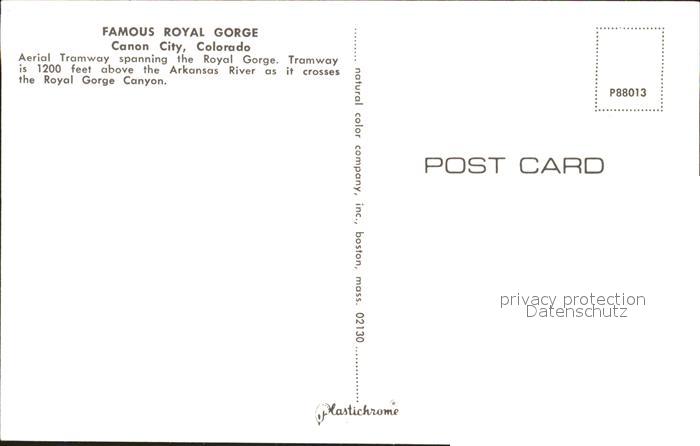 FAMOUS ROYAL GORGE
Canon City, Colorado
Aerial Tramway spanning the Royal Gorge. Tramway
is 1200 feet above the Arkansas River as it crosses
the Royal Gorge Canyon.
natural color company, inc., boston, mass. 02130
Plastichrome
P88013
POST CARD
privacy protection
Datenschutz